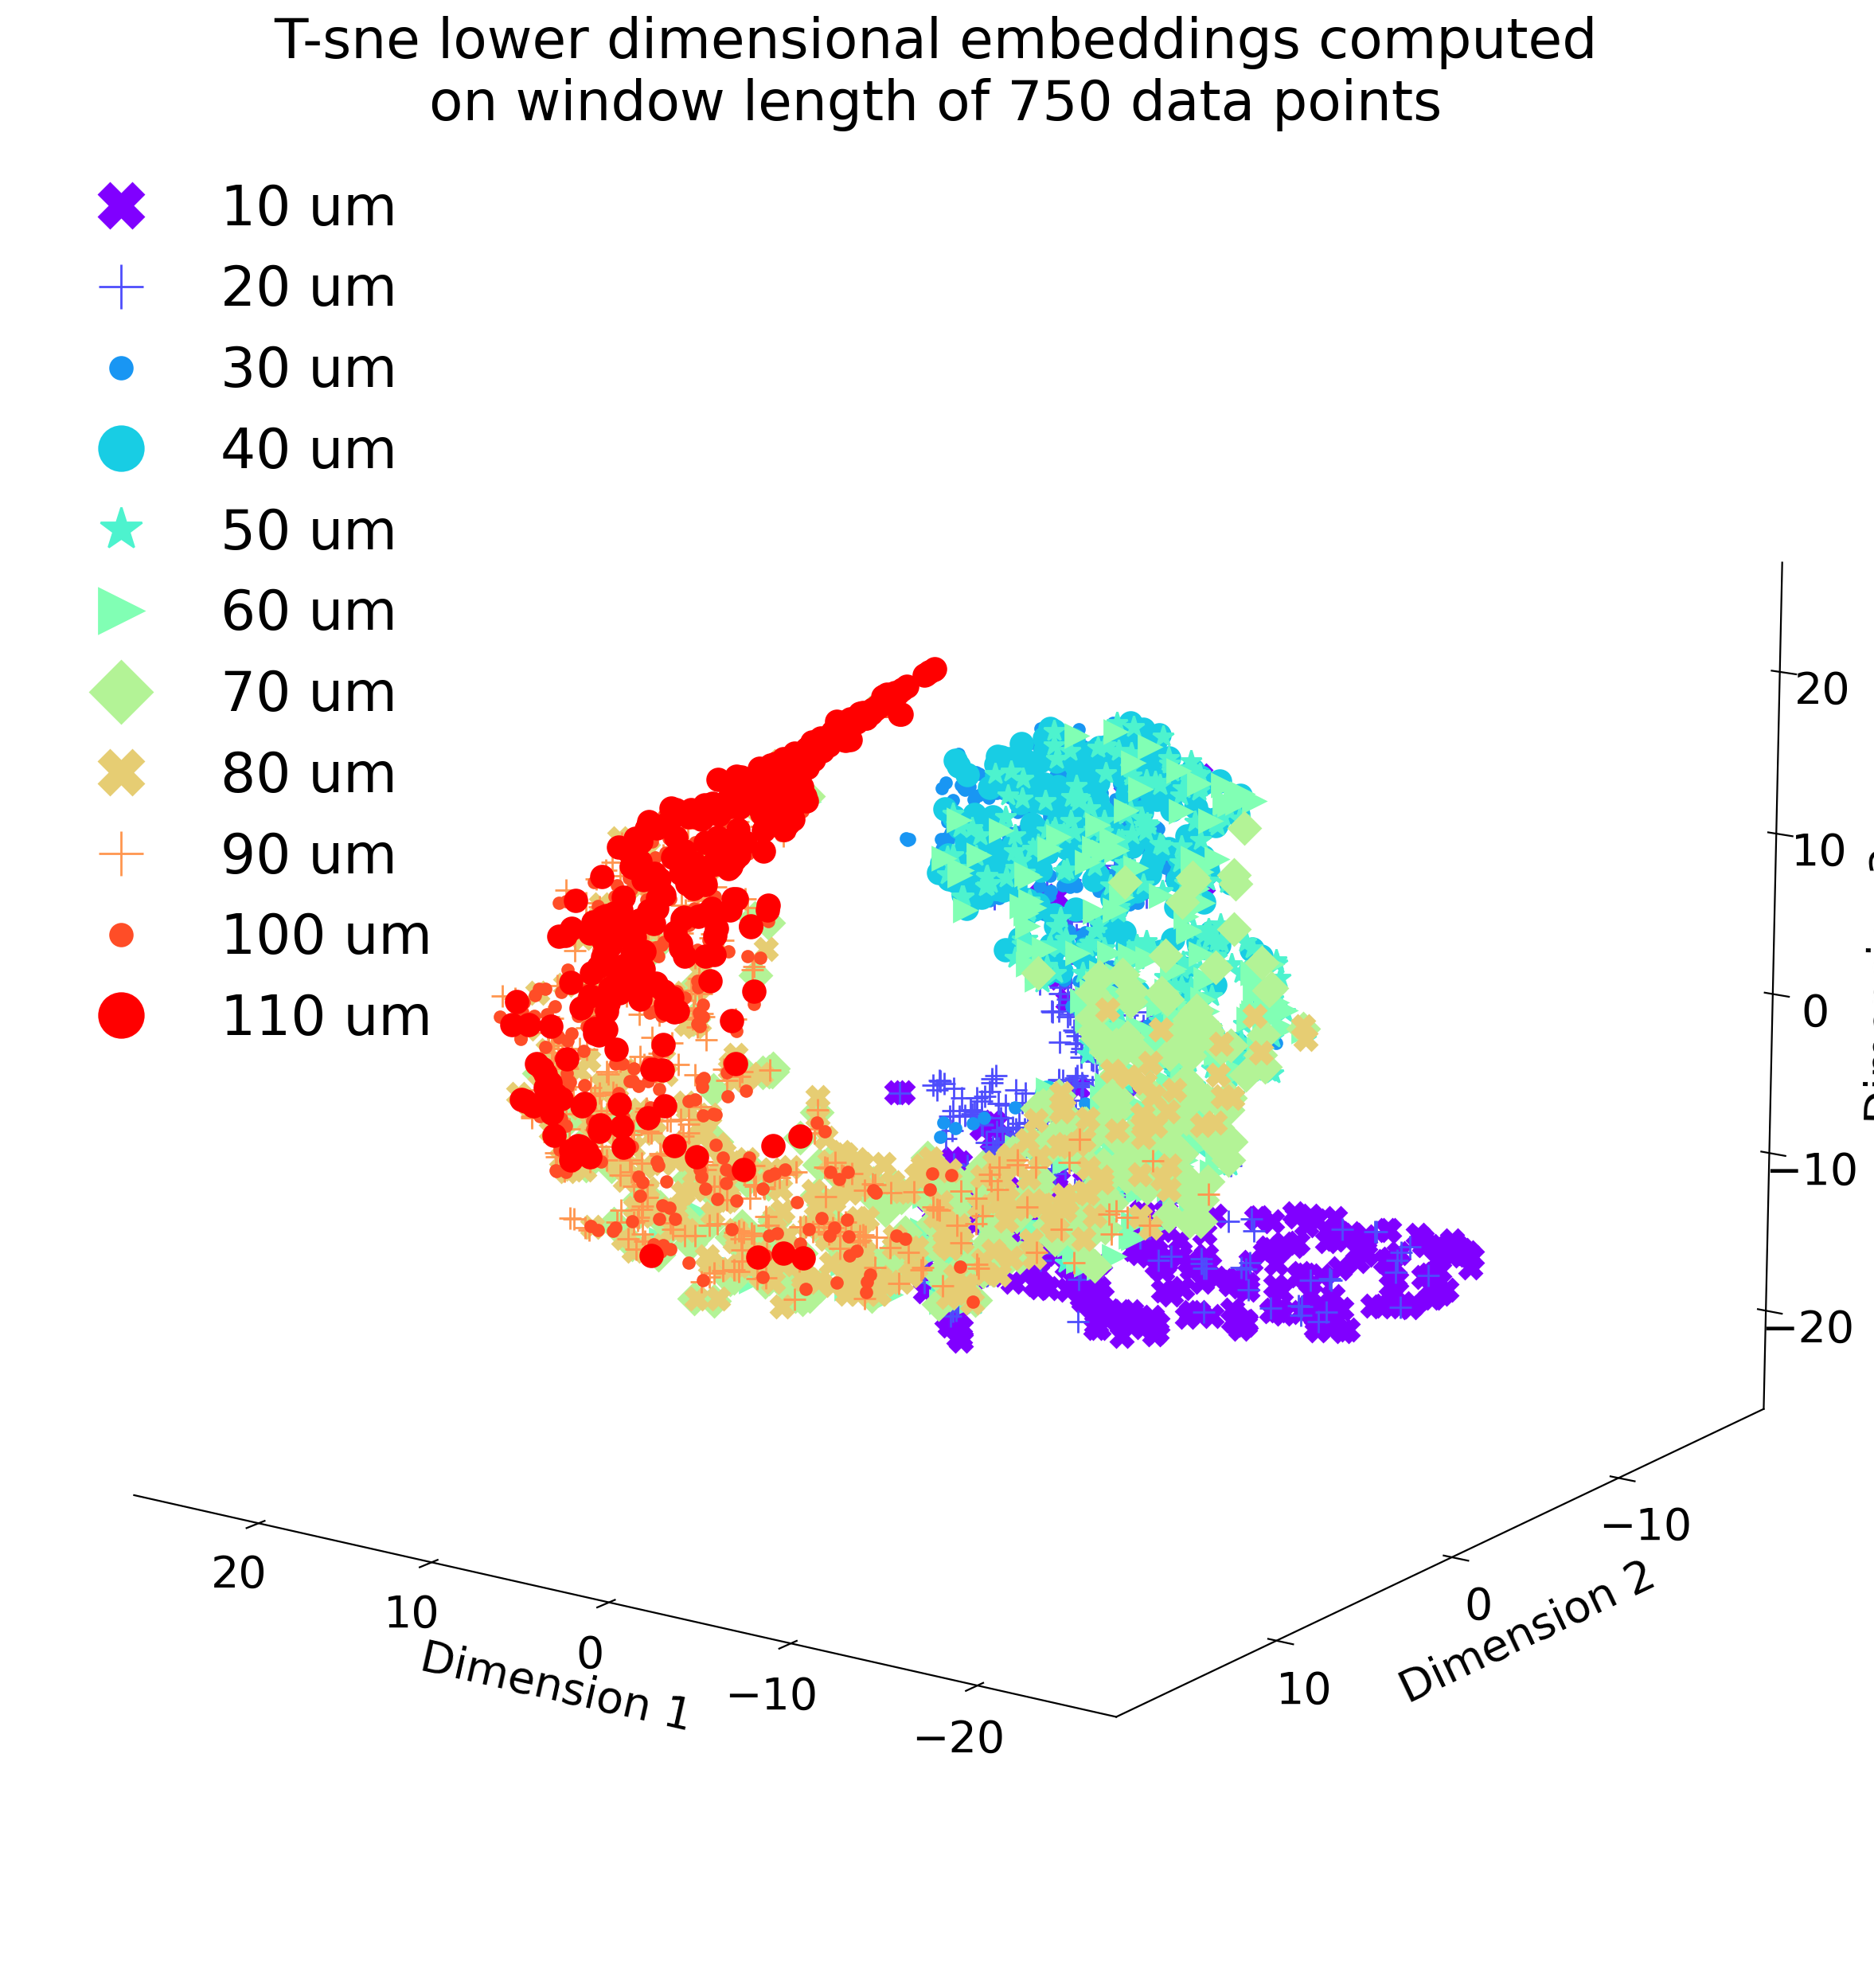 T-sne lower dimensional embeddings computed
on window length of 750 data points
10 um
20 um
30 um
40 um
50 um
60 um
70 um
80 um
90 um
100 um
110 um
20
10
0
−10
−20
20
10
0
−10
−20
Dimension 1
−10
0
10
Dimension 2